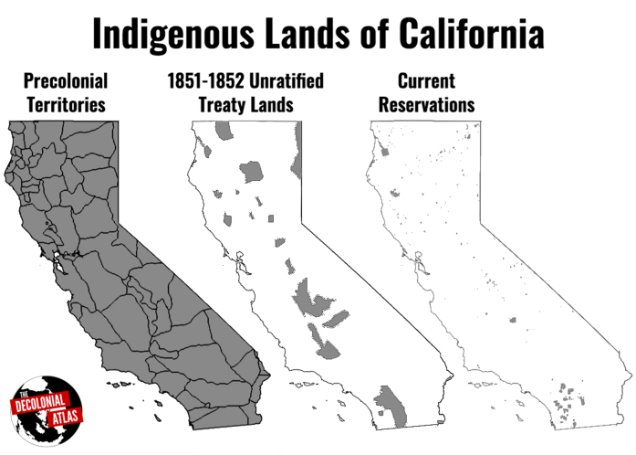 Indigenous Lands of California
Precolonial
Territories
1851-1852 Unratified
Treaty Lands
Current
Reservations
THE
DECOLONIAL
ATLAS